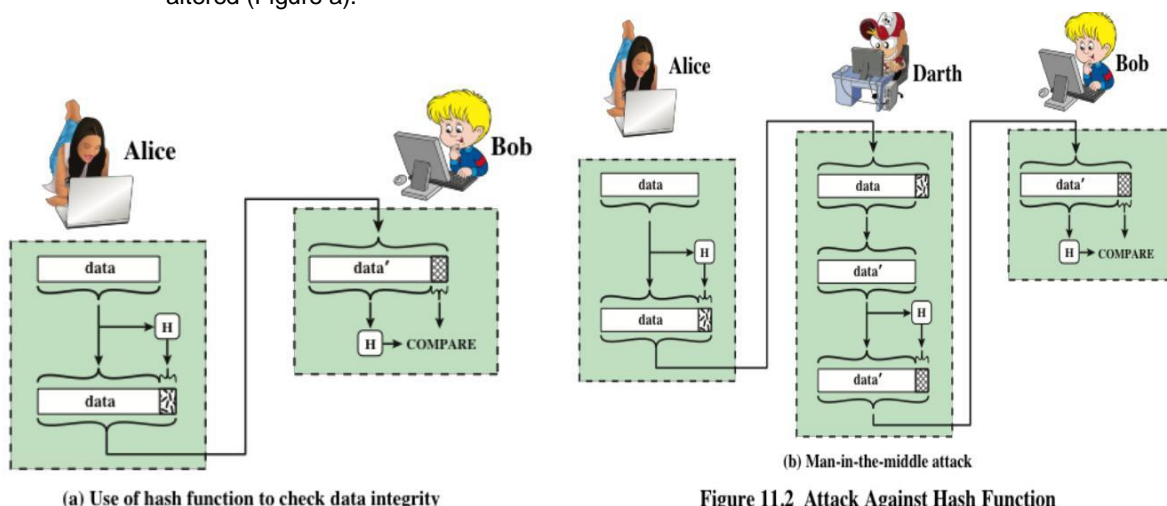 altered (Figure a).
Alice
Bob
data
H
data
data′
H
COMPARE
(a) Use of hash function to check data integrity
Alice
Darth
Bob
data
H
data
data
data′
H
data′
data′
H
COMPARE
(b) Man-in-the-middle attack
Figure 11.2 Attack Against Hash Function